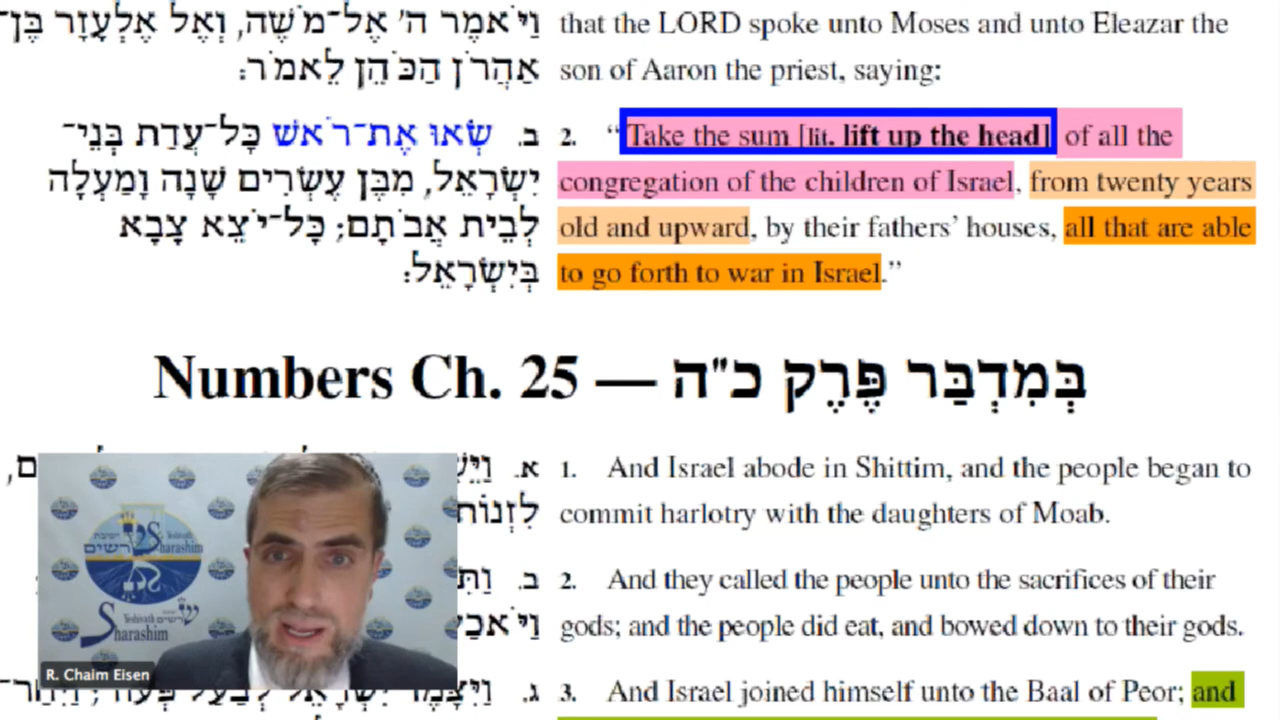 וַיֹּאמֶר ה׳ אֶל־מֹשֶׁה, וְאֶל אֶלְעָזָר בֶּן־
אַהֲרֹן הַכֹּהֵן לֵאמֹר:
that the LORD spoke unto Moses and unto Eleazar the
son of Aaron the priest, saying:
ב. שְׂאוּ אֶת־רֹאשׁ כָּל־עֲדַת בְּנֵי־
יִשְׂרָאֵל, מִבֶּן עֶשְׂרִים שָׁנָה וָמַעְלָה
לְבֵית אֲבֹתָם; כָּל־יֹצֵא צָבָא
בְּיִשְׂרָאֵל:
2. “Take the sum [lit. lift up the head] of all the
congregation of the children of Israel, from twenty years
old and upward, by their fathers’ houses, all that are able
to go forth to war in Israel.”
Numbers Ch. 25 — בְּמִדְבַּר פֶּרֶק כ"ה
א.
לִזְנוֹת
1. And Israel abode in Shittim, and the people began to
commit harlotry with the daughters of Moab.
ב.
2. And they called the people unto the sacrifices of their
gods; and the people did eat, and bowed down to their gods.
ג.
3. And Israel joined himself unto the Baal of Peor; and
שרשים
Sharashim
Yeshivath שרשים
Sharashim
R. Chaim Eisen